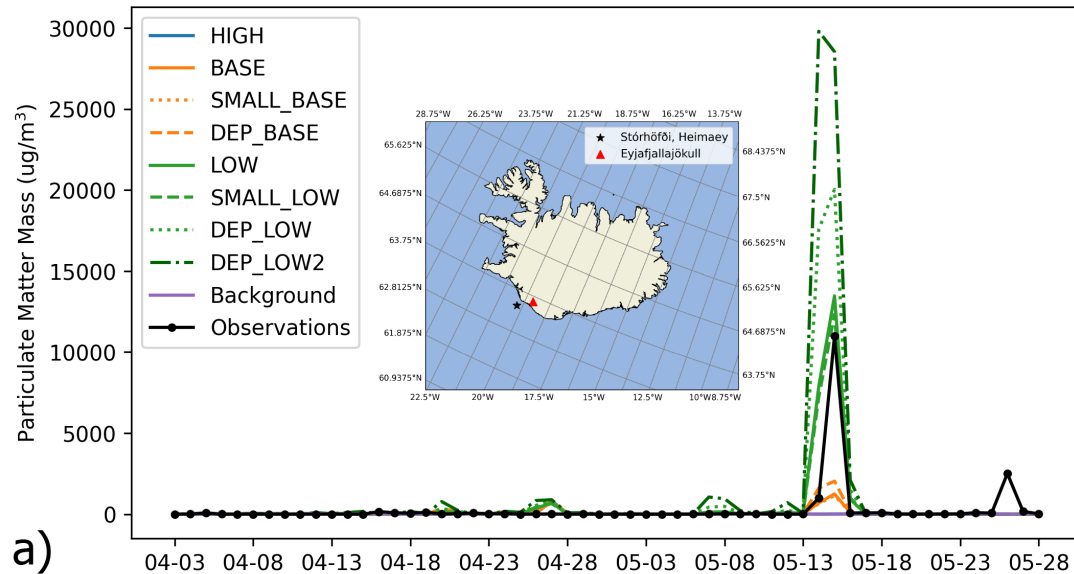 30000
25000
20000
15000
10000
5000
0
Particulate Matter Mass (ug/m³)
HIGH
BASE
SMALL_BASE
DEP_BASE
LOW
SMALL_LOW
DEP_LOW
DEP_LOW2
Background
Observations
28.75°W 26.25°W 23.75°W 21.25°W 18.75°W 16.25°W 13.75°W
Stórhöfði, Heimaey
Eyjafjallajökull
65.625°N
64.6875°N
63.75°N
62.8125°N
61.875°N
60.9375°N
68.4375°N
67.5°N
66.5625°N
65.625°N
64.6875°N
63.75°N
22.5°W 20°W 17.5°W 15°W 12.5°W 10°W8.75°W
a)
04-03 04-08 04-13 04-18 04-23 04-28 05-03 05-08 05-13 05-18 05-23 05-28